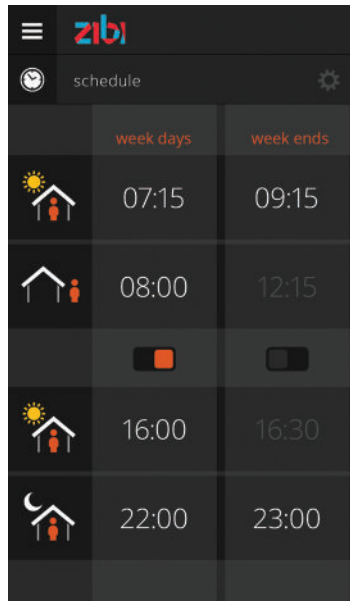 zibi
schedule
week days week ends
07:15 09:15
08:00 12:15
16:00 16:30
22:00 23:00